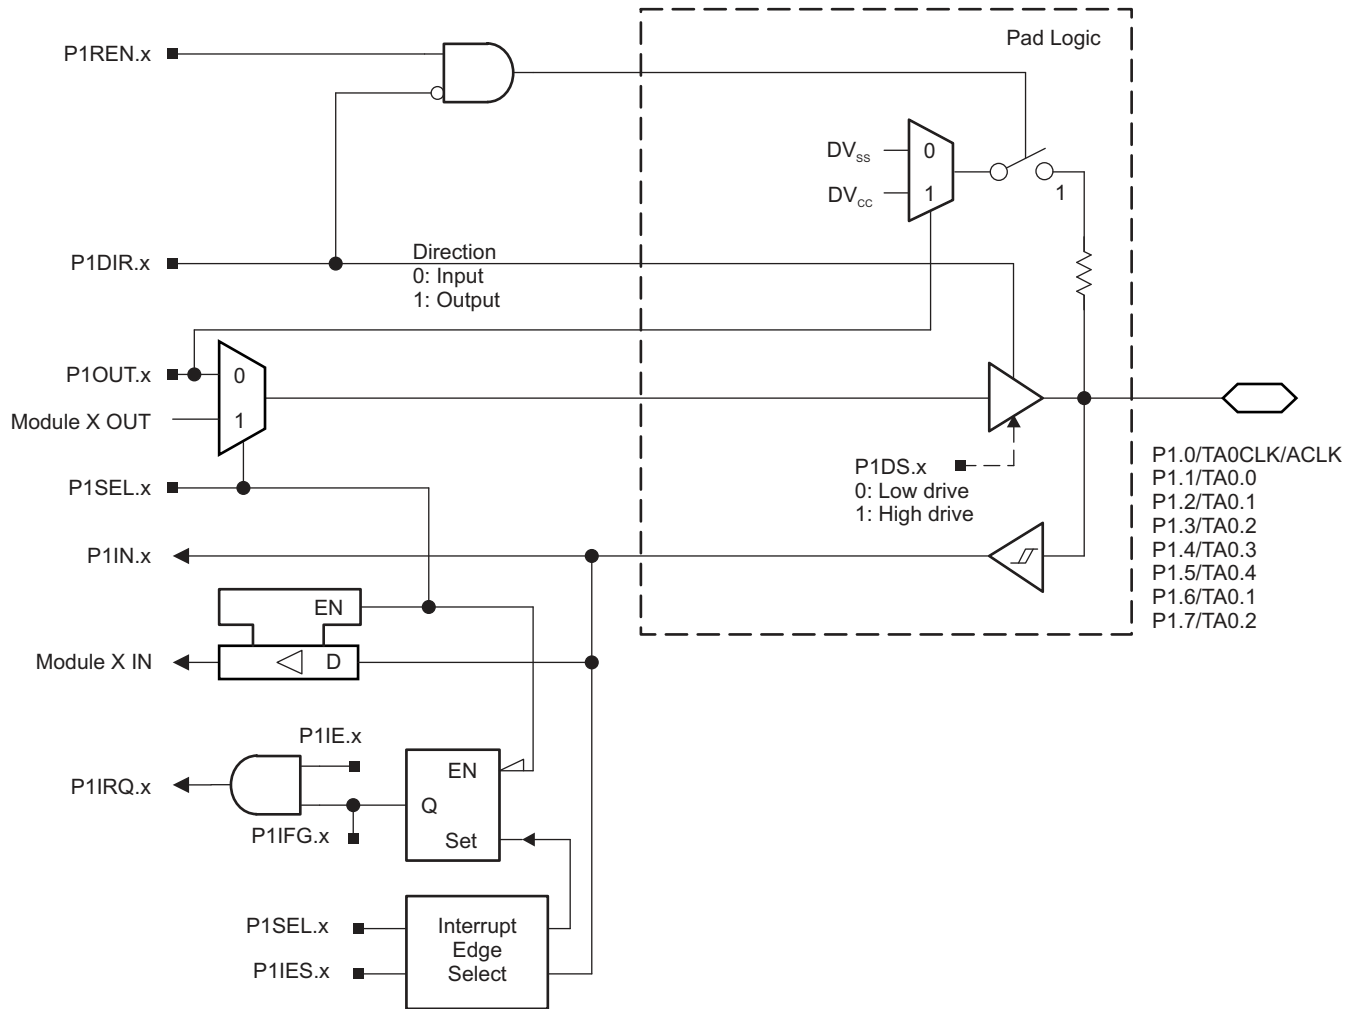 Pad Logic
P1REN.x
DVSS
0
DVCC
1
1
P1DIR.x
Direction
0: Input
1: Output
P1OUT.x
0
Module X OUT
1
P1SEL.x
P1DS.x
0: Low drive
1: High drive
P1.0/TA0CLK/ACLK
P1.1/TA0.0
P1.2/TA0.1
P1.3/TA0.2
P1.4/TA0.3
P1.5/TA0.4
P1.6/TA0.1
P1.7/TA0.2
P1IN.x
EN
Module X IN
D
P1IE.x
EN
P1IRQ.x
Q
P1IFG.x
Set
P1SEL.x
P1IES.x
Interrupt
Edge
Select